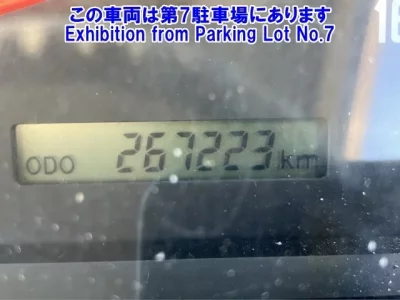 この車両は第7駐車場にあります
Exhibition from Parking Lot No.7
ODO 267223 km